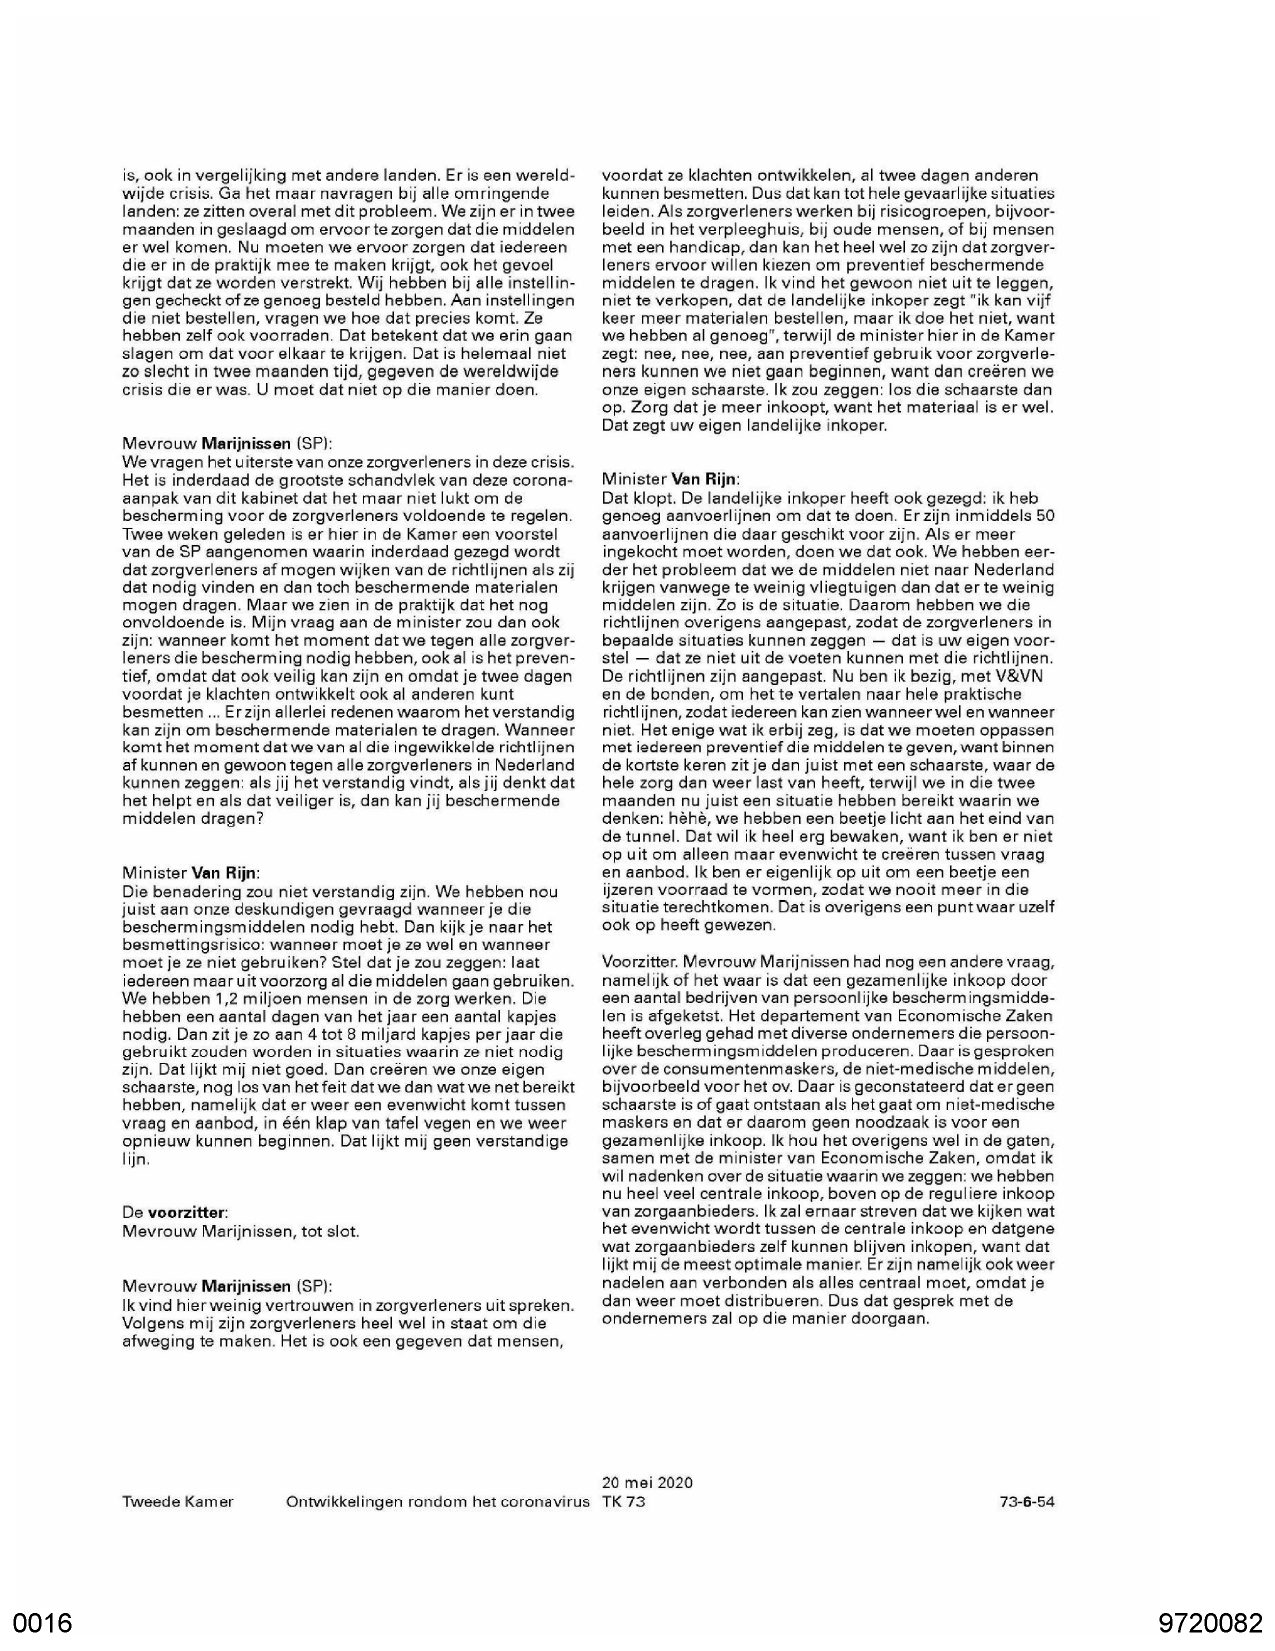 is, ook in vergelijking met andere landen. Er is een wereld-
wijde crisis. Ga het maar navragen bij alle omringende
landen: ze zitten overal met dit probleem. We zijn er in twee
maanden in geslaagd om ervoor te zorgen dat die middelen
er wel komen. Nu moeten we ervoor zorgen dat iedereen
die er in de praktijk mee te maken krijgt, ook het gevoel
krijgt dat ze worden verstrekt. Wij hebben bij alle instellin-
gen gecheckt of ze genoeg besteld hebben. Aan instellingen
die niet bestellen, vragen we hoe dat precies komt. Ze
hebben zelf ook voorraden. Dat betekent dat we erin gaan
slagen om dat voor elkaar te krijgen. Dat is helemaal niet
zo slecht in twee maanden tijd, gegeven de wereldwijde
crisis die er was. U moet dat niet op die manier doen.
Mevrouw Marijnissen (SP):
We vragen het uiterste van onze zorgverleners in deze crisis.
Het is inderdaad de grootste schandvlek van deze corona-
aanpak van dit kabinet dat het maar niet lukt om de
bescherming voor de zorgverleners voldoende te regelen.
Twee weken geleden is er hier in de Kamer een voorstel
van de SP aangenomen waarin inderdaad gezegd wordt
dat zorgverleners af mogen wijken van de richtlijnen als zij
dat nodig vinden en dan toch beschermende materialen
mogen dragen. Maar we zien in de praktijk dat het nog
onvoldoende is. Mijn vraag aan de minister zou dan ook
zijn: wanneer komt het moment dat we tegen alle zorgver-
leners die bescherming nodig hebben, ook al is het preven-
tief, omdat dat ook veilig kan zijn en omdat je twee dagen
voordat je klachten ontwikkelt ook al anderen kunt
besmetten ... Er zijn allerlei redenen waarom het verstandig
kan zijn om beschermende materialen te dragen. Wanneer
komt het moment dat we van al die ingewikkelde richtlijnen
af kunnen en gewoon tegen alle zorgverleners in Nederland
kunnen zeggen: als jij het verstandig vindt, als jij denkt dat
het helpt en als dat veiliger is, dan kan jij beschermende
middelen dragen?
Minister Van Rijn:
Die benadering zou niet verstandig zijn. We hebben nou
juist aan onze deskundigen gevraagd wanneer je die
beschermingsmiddelen nodig hebt. Dan kijk je naar het
besmettingsrisico: wanneer moet je ze wel en wanneer
moet je ze niet gebruiken? Stel dat je zou zeggen: laat
iedereen maar uit voorzorg al die middelen gaan gebruiken.
We hebben 1,2 miljoen mensen in de zorg werken. Die
hebben een aantal dagen van het jaar een aantal kapjes
nodig. Dan zit je zo aan 4 tot 8 miljard kapjes per jaar die
gebruikt zouden worden in situaties waarin ze niet nodig
zijn. Dat lijkt mij niet goed. Dan creëren we onze eigen
schaarste, nog los van het feit dat we dan wat we net bereikt
hebben, namelijk dat er weer een evenwicht komt tussen
vraag en aanbod, in één klap van tafel vegen en we weer
opnieuw kunnen beginnen. Dat lijkt mij geen verstandige
lijn.
De voorzitter:
Mevrouw Marijnissen, tot slot.
Mevrouw Marijnissen (SP):
Ik vind hier weinig vertrouwen in zorgverleners uit spreken.
Volgens mij zijn zorgverleners heel wel in staat om die
afweging te maken. Het is ook een gegeven dat mensen,
voordat ze klachten ontwikkelen, al twee dagen anderen
kunnen besmetten. Dus dat kan tot hele gevaarlijke situaties
leiden. Als zorgverleners werken bij risicogroepen, bijvoor-
beeld in het verpleeghuis, bij oude mensen, of bij mensen
met een handicap, dan kan het heel wel zo zijn dat zorgver-
leners ervoor willen kiezen om preventief beschermende
middelen te dragen. Ik vind het gewoon niet uit te leggen,
niet te verkopen, dat de landelijke inkoper zegt "ik kan vijf
keer meer materialen bestellen, maar ik doe het niet, want
we hebben al genoeg", terwijl de minister hier in de Kamer
zegt: nee, nee, nee, aan preventief gebruik voor zorgverle-
ners kunnen we niet gaan beginnen, want dan creëren we
onze eigen schaarste. Ik zou zeggen: los die schaarste dan
op. Zorg dat je meer inkoopt, want het materiaal is er wel.
Dat zegt uw eigen landelijke inkoper.
Minister Van Rijn:
Dat klopt. De landelijke inkoper heeft ook gezegd: ik heb
genoeg aanvoerlijnen om dat te doen. Er zijn inmiddels 50
aanvoerlijnen die daar geschikt voor zijn. Als er meer
ingekocht moet worden, doen we dat ook. We hebben eer-
der het probleem dat we de middelen niet naar Nederland
krijgen vanwege te weinig vliegtuigen dan dat er te weinig
middelen zijn. Zo is de situatie. Daarom hebben we die
richtlijnen overigens aangepast, zodat de zorgverleners in
bepaalde situaties kunnen zeggen — dat is uw eigen voor-
stel — dat ze niet uit de voeten kunnen met die richtlijnen.
De richtlijnen zijn aangepast. Nu ben ik bezig, met V&VN
en de bonden, om het te vertalen naar hele praktische
richtlijnen, zodat iedereen kan zien wanneer wel en wanneer
niet. Het enige wat ik erbij zeg, is dat we moeten oppassen
met iedereen preventief die middelen te geven, want binnen
de kortste keren zit je dan juist met een schaarste, waar de
hele zorg dan weer last van heeft, terwijl we in die twee
maanden nu juist een situatie hebben bereikt waarin we
denken: hèhè, we hebben een beetje licht aan het eind van
de tunnel. Dat wil ik heel erg bewaken, want ik ben er niet
op uit om alleen maar evenwicht te creëren tussen vraag
en aanbod. Ik ben er eigenlijk op uit om een beetje een
ijzeren voorraad te vormen, zodat we nooit meer in die
situatie terechtkomen. Dat is overigens een punt waar uzelf
ook op heeft gewezen.
Voorzitter. Mevrouw Marijnissen had nog een andere vraag,
namelijk of het waar is dat een gezamenlijke inkoop door
een aantal bedrijven van persoonlijke beschermingsmidde-
len is afgeketst. Het departement van Economische Zaken
heeft overleg gehad met diverse ondernemers die persoon-
lijke beschermingsmiddelen produceren. Daar is gesproken
over de consumentenmaskers, de niet-medische middelen,
bijvoorbeeld voor het ov. Daar is geconstateerd dat er geen
schaarste is of gaat ontstaan als het gaat om niet-medische
maskers en dat er daarom geen noodzaak is voor een
gezamenlijke inkoop. Ik hou het overigens wel in de gaten,
samen met de minister van Economische Zaken, omdat ik
wil nadenken over de situatie waarin we zeggen: we hebben
nu heel veel centrale inkoop, boven op de reguliere inkoop
van zorgaanbieders. Ik zal ernaar streven dat we kijken wat
het evenwicht wordt tussen de centrale inkoop en datgene
wat zorgaanbieders zelf kunnen blijven inkopen, want dat
lijkt mij de meest optimale manier. Er zijn namelijk ook weer
nadelen aan verbonden als alles centraal moet, omdat je
dan weer moet distribueren. Dus dat gesprek met de
ondernemers zal op die manier doorgaan.
20 mei 2020
Tweede Kamer Ontwikkelingen rondom het coronavirus TK 73 73-6-54
0016 9720082